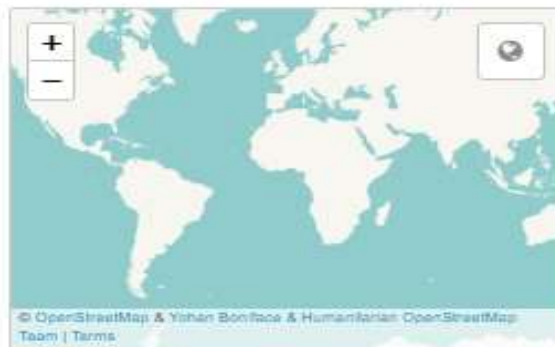 +
−
© OpenStreetMap & Yohan Boniface & Humanitarian OpenStreetMap
Team | Terms